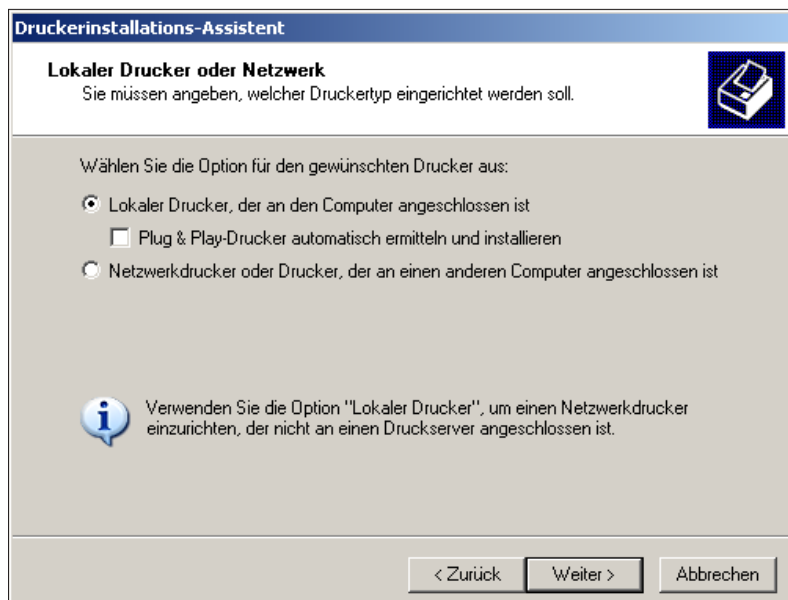 Druckerinstallations-Assistent
Lokaler Drucker oder Netzwerk
Sie müssen angeben, welcher Druckertyp eingerichtet werden soll.
Wählen Sie die Option für den gewünschten Drucker aus:
Lokaler Drucker, der an den Computer angeschlossen ist
Plug & Play-Drucker automatisch ermitteln und installieren
Netzwerkdrucker oder Drucker, der an einen anderen Computer angeschlossen ist
Verwenden Sie die Option "Lokaler Drucker", um einen Netzwerkdrucker
einzurichten, der nicht an einen Druckserver angeschlossen ist.
< Zurück Weiter > Abbrechen